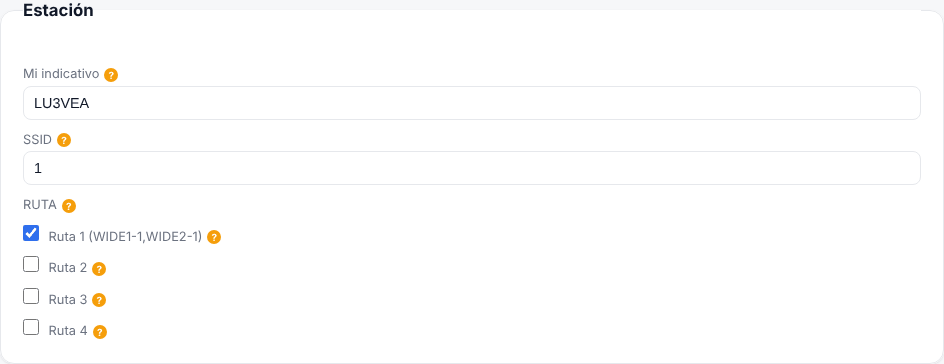 Estación
Mi indicativo ?
LU3VEA
SSID ?
1
RUTA ?
Ruta 1 (WIDE1-1,WIDE2-1) ?
Ruta 2 ?
Ruta 3 ?
Ruta 4 ?